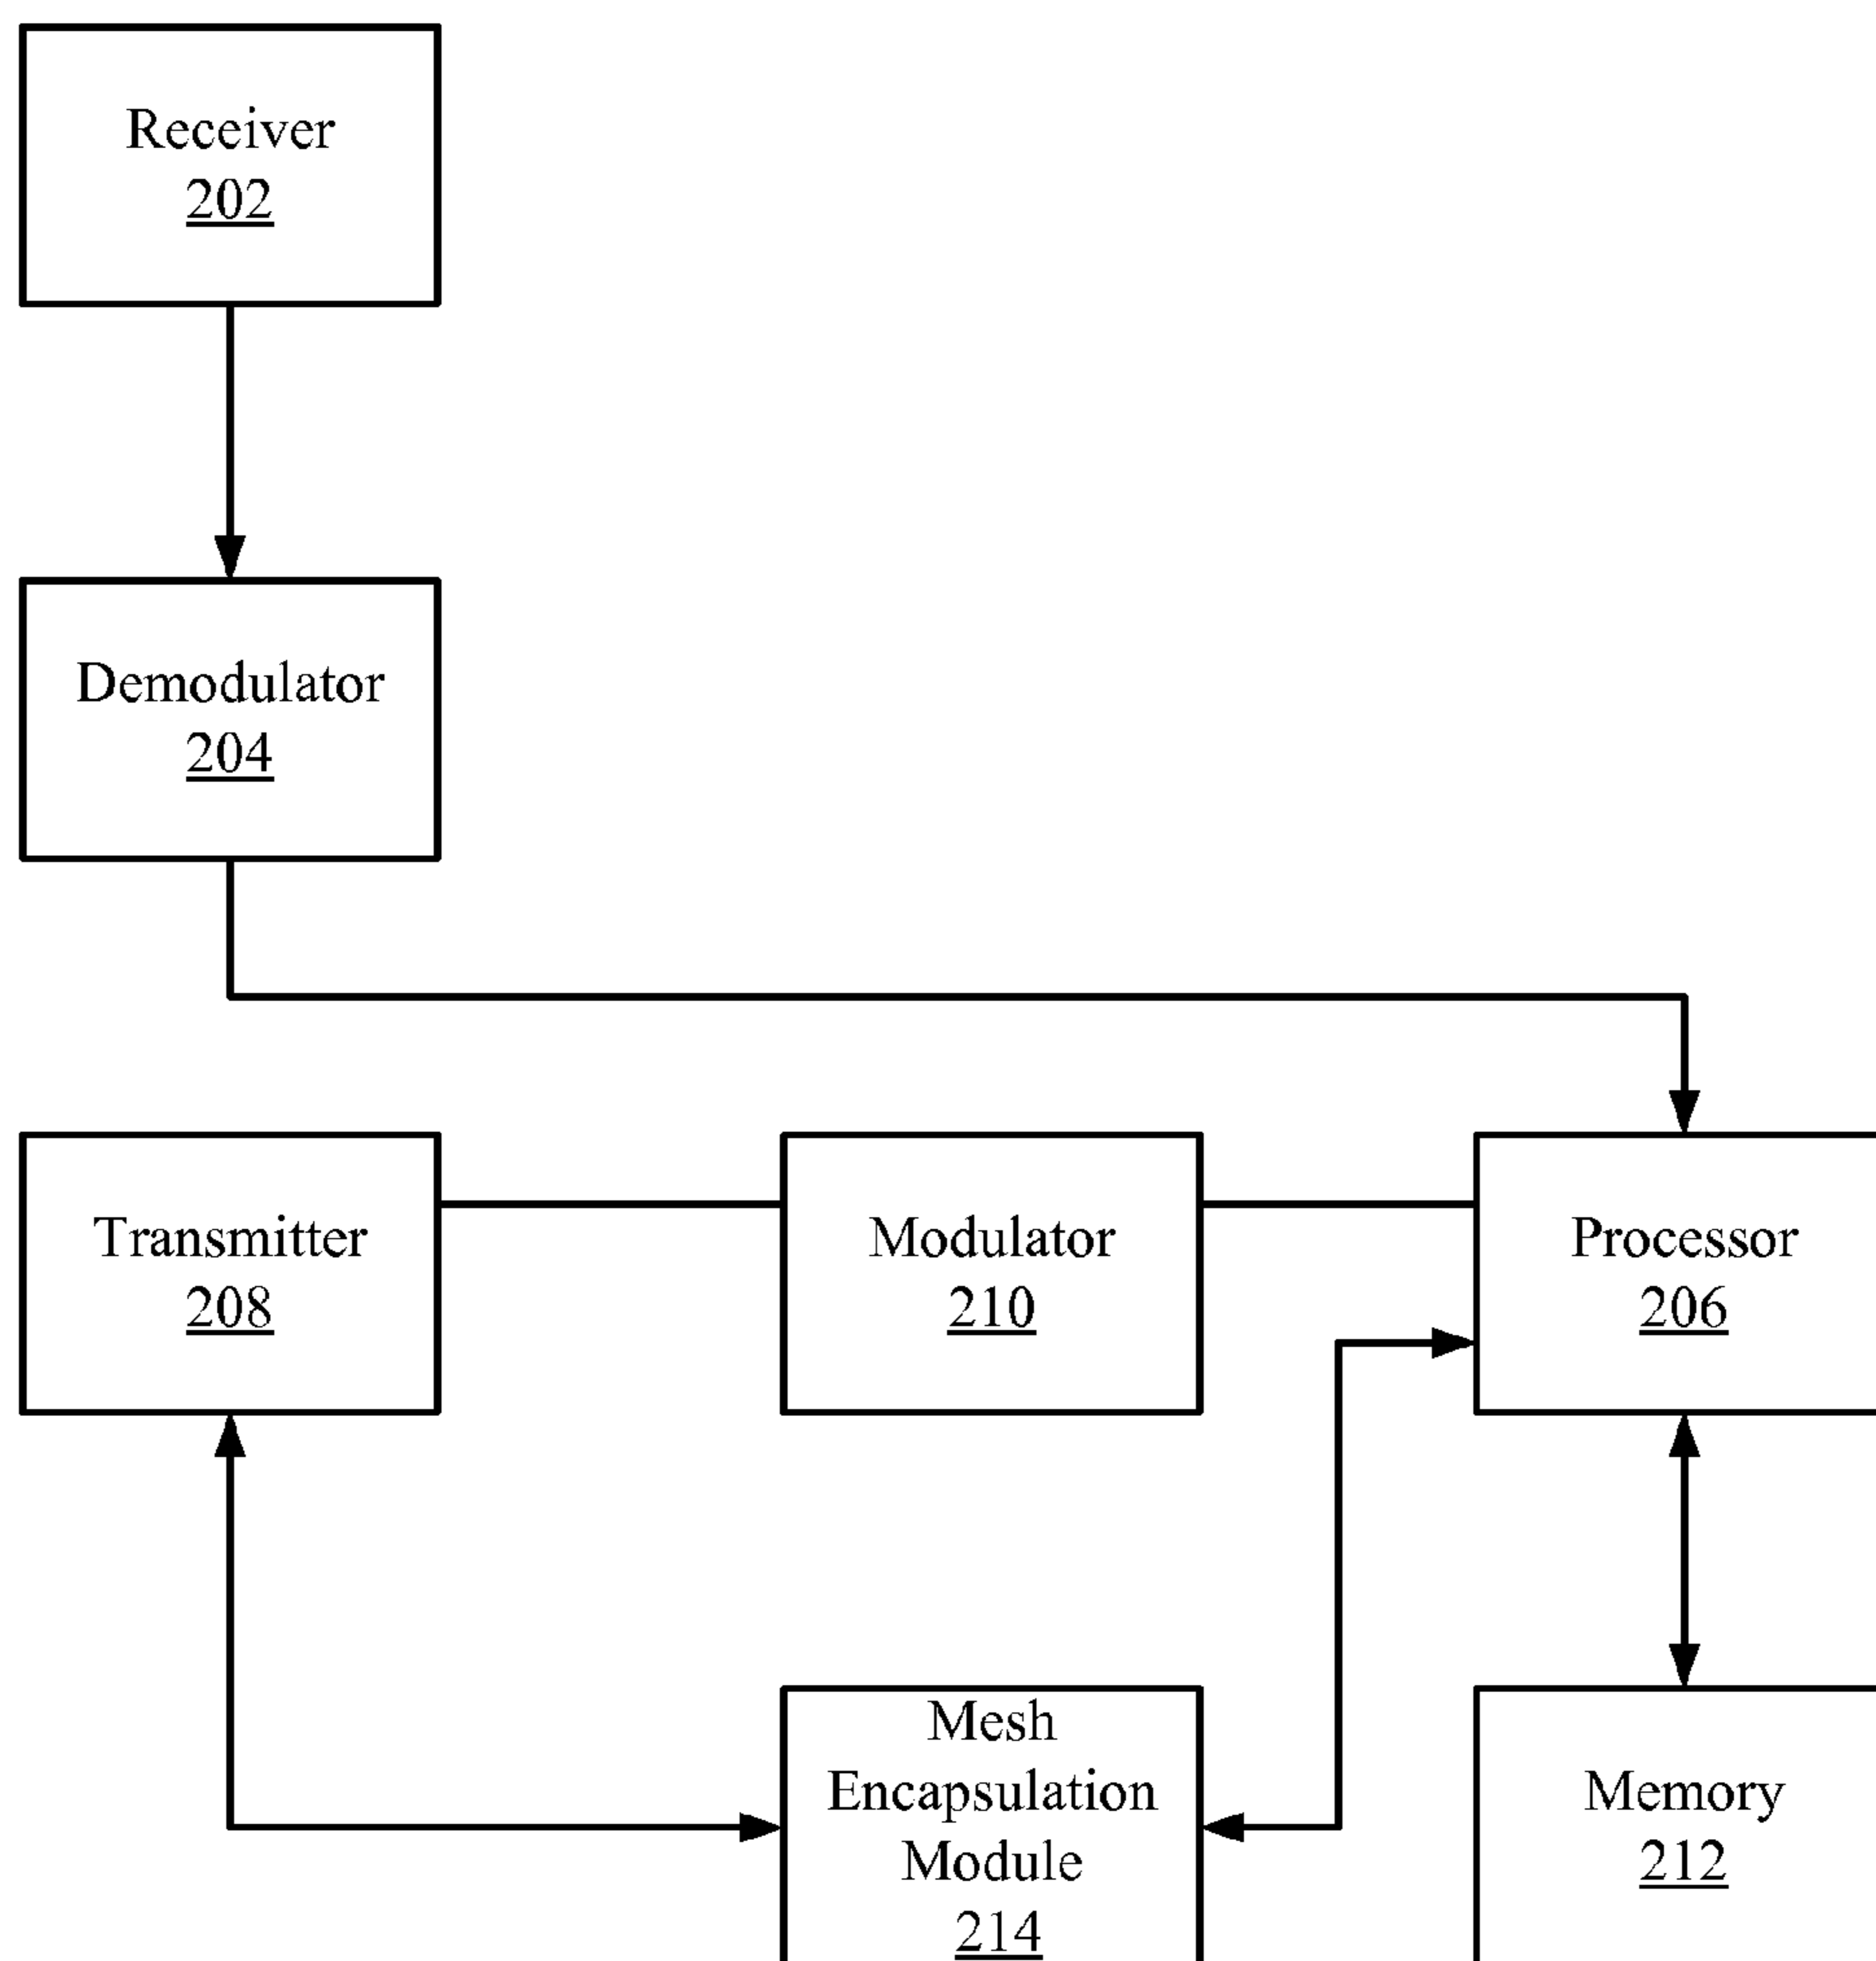 Receiver
202
Demodulator
204
Transmitter
208
Modulator
210
Processor
206
Mesh
Encapsulation
Module
214
Memory
212